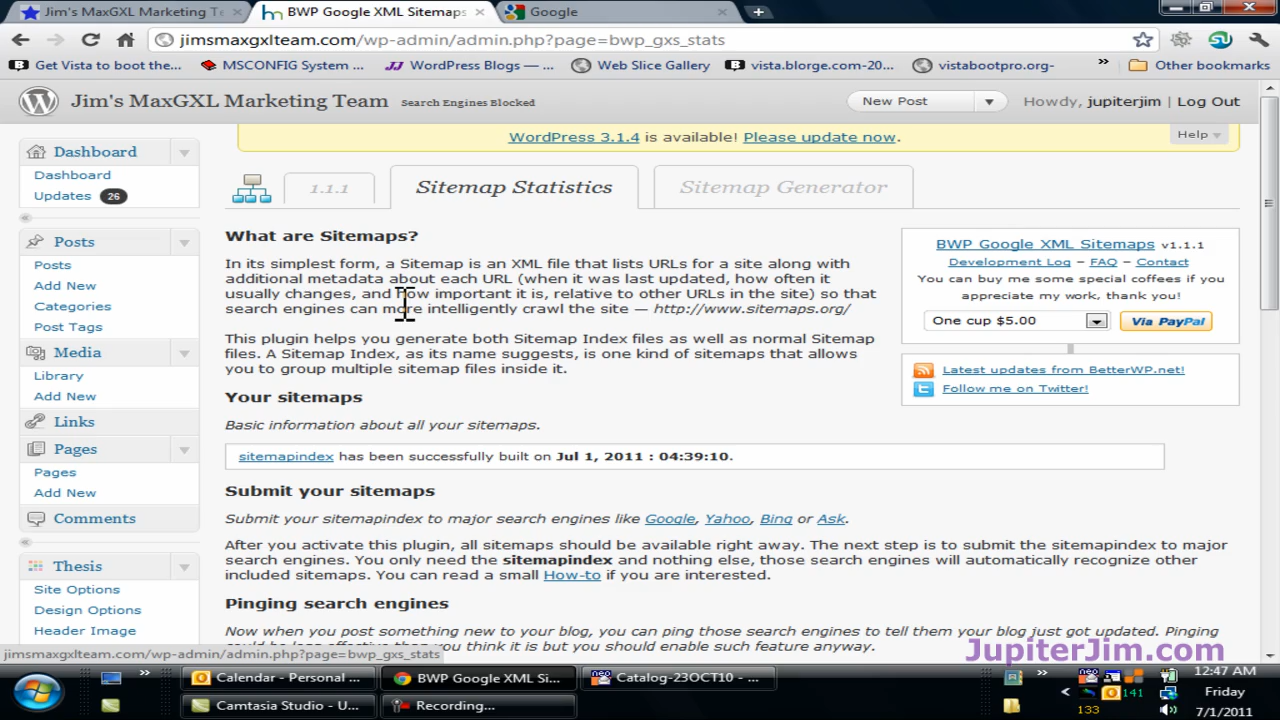 Jim's MaxGXL Marketing Te
BWP Google XML Sitemaps
Google
jimsmaxgxlteam.com/wp-admin/admin.php?page=bwp_gxs_stats
Get Vista to boot the...
MSCONFIG System ...
WordPress Blogs — ...
Web Slice Gallery
vista.blorge.com-20...
vistabootpro.org-
Other bookmarks
Jim's MaxGXL Marketing Team
Search Engines Blocked
New Post
Howdy, jupiterjim | Log Out
WordPress 3.1.4 is available! Please update now.
Help
Dashboard
Dashboard
Updates 26
Posts
Posts
Add New
Categories
Post Tags
Media
Library
Add New
Links
Pages
Pages
Add New
Comments
Thesis
Site Options
Design Options
Header Image
1.1.1
Sitemap Statistics
Sitemap Generator
What are Sitemaps?
In its simplest form, a Sitemap is an XML file that lists URLs for a site along with
additional metadata about each URL (when it was last updated, how often it
usually changes, and how important it is, relative to other URLs in the site) so that
search engines can more intelligently crawl the site — http://www.sitemaps.org/
This plugin helps you generate both Sitemap Index files as well as normal Sitemap
files. A Sitemap Index, as its name suggests, is one kind of sitemaps that allows
you to group multiple sitemap files inside it.
Your sitemaps
Basic information about all your sitemaps.
sitemapindex has been successfully built on Jul 1, 2011 : 04:39:10.
Submit your sitemaps
Submit your sitemapindex to major search engines like Google, Yahoo, Bing or Ask.
After you activate this plugin, all sitemaps should be available right away. The next step is to submit the sitemapindex to major
search engines. You only need the sitemapindex and nothing else, those search engines will automatically recognize other
included sitemaps. You can read a small How-to if you are interested.
Pinging search engines
Now when you post something new to your blog, you can ping those search engines to tell them your blog just got updated. Pinging
you think it is but you should enable such feature anyway.
BWP Google XML Sitemaps v1.1.1
Development Log – FAQ – Contact
You can buy me some special coffees if you
appreciate my work, thank you!
One cup $5.00
Via PayPal
Latest updates from BetterWP.net!
Follow me on Twitter!
jimsmaxgxlteam.com/wp-admin/admin.php?page=bwp_gxs_stats
JupiterJim.com
Calendar - Personal ...
BWP Google XML Si...
Catalog-23OCT10 - ...
Camtasia Studio - U...
Recording...
neo
141
133
12:47 AM
Friday
7/1/2011